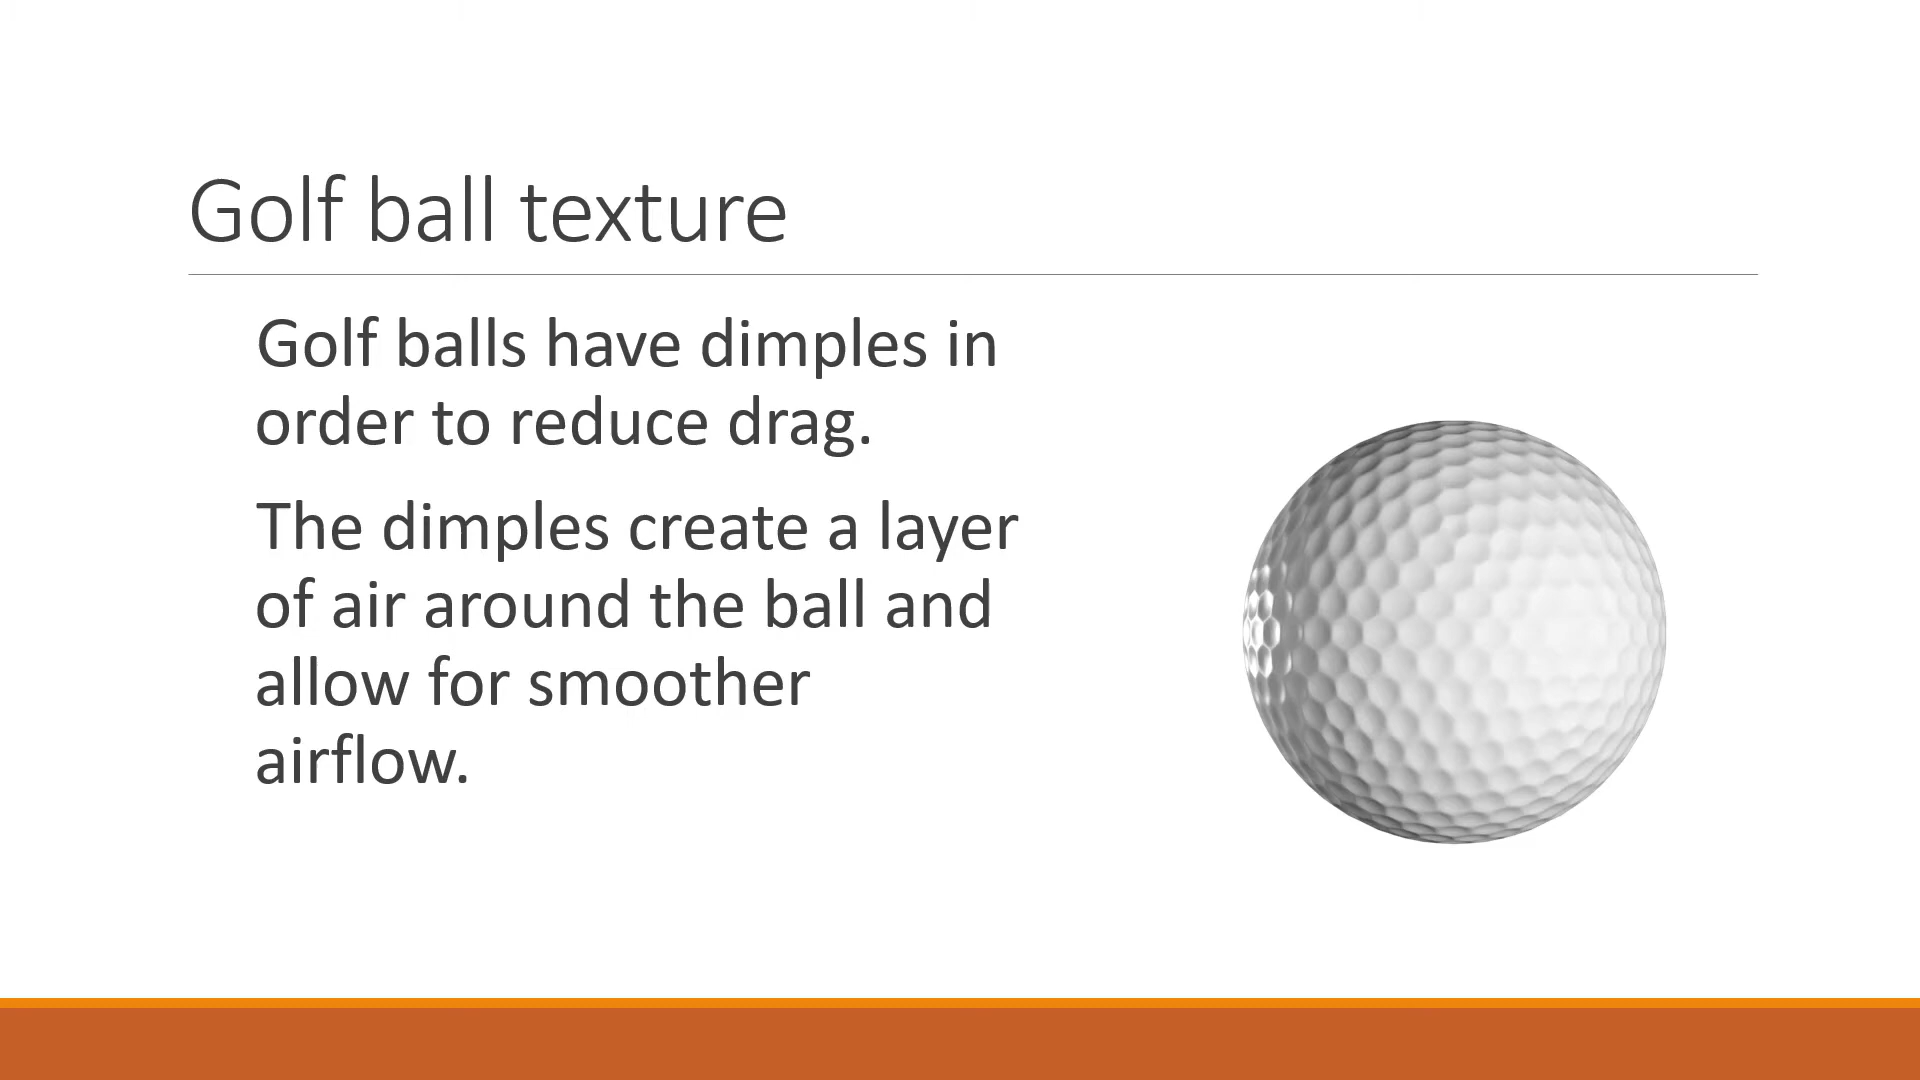 Golf ball texture
Golf balls have dimples in
order to reduce drag.
The dimples create a layer
of air around the ball and
allow for smoother
airflow.